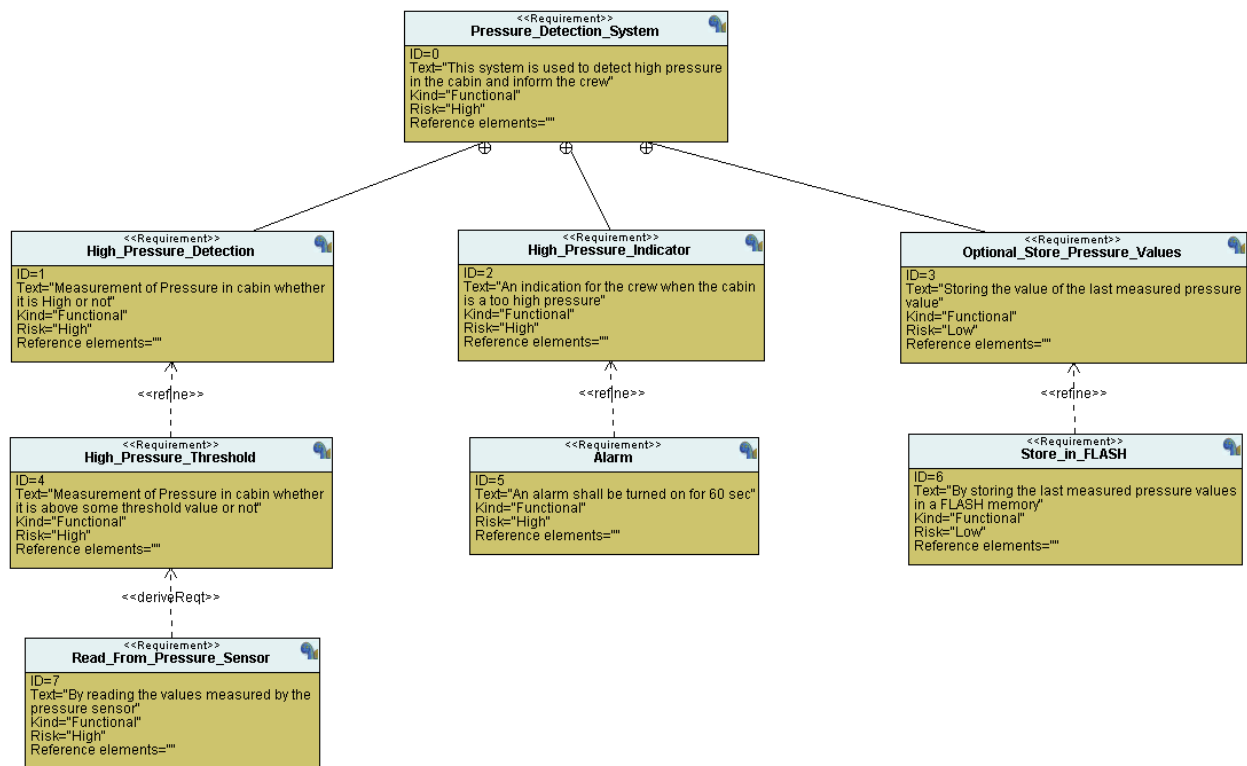 <<Requirement>>
Pressure_Detection_System
ID=0
Text="This system is used to detect high pressure
in the cabin and inform the crew"
Kind="Functional"
Risk="High"
Reference elements=""
<<Requirement>>
High_Pressure_Detection
ID=1
Text="Measurement of Pressure in cabin whether
it is High or not"
Kind="Functional"
Risk="High"
Reference elements=""
<<Requirement>>
High_Pressure_Indicator
ID=2
Text="An indication for the crew when the cabin
is a too high pressure"
Kind="Functional"
Risk="High"
Reference elements=""
<<Requirement>>
Optional_Store_Pressure_Values
ID=3
Text="Storing the value of the last measured pressure
value"
Kind="Functional"
Risk="Low"
Reference elements=""
<<refine>>
<<refine>>
<<refine>>
<<Requirement>>
High_Pressure_Threshold
ID=4
Text="Measurement of Pressure in cabin whether
it is above some threshold value or not"
Kind="Functional"
Risk="High"
Reference elements=""
<<Requirement>>
Alarm
ID=5
Text="An alarm shall be turned on for 60 sec"
Kind="Functional"
Risk="High"
Reference elements=""
<<Requirement>>
Store_in_FLASH
ID=6
Text="By storing the last measured pressure values
in a FLASH memory"
Kind="Functional"
Risk="Low"
Reference elements=""
<<deriveReqt>>
<<Requirement>>
Read_From_Pressure_Sensor
ID=7
Text="By reading the values measured by the
pressure sensor"
Kind="Functional"
Risk="High"
Reference elements=""